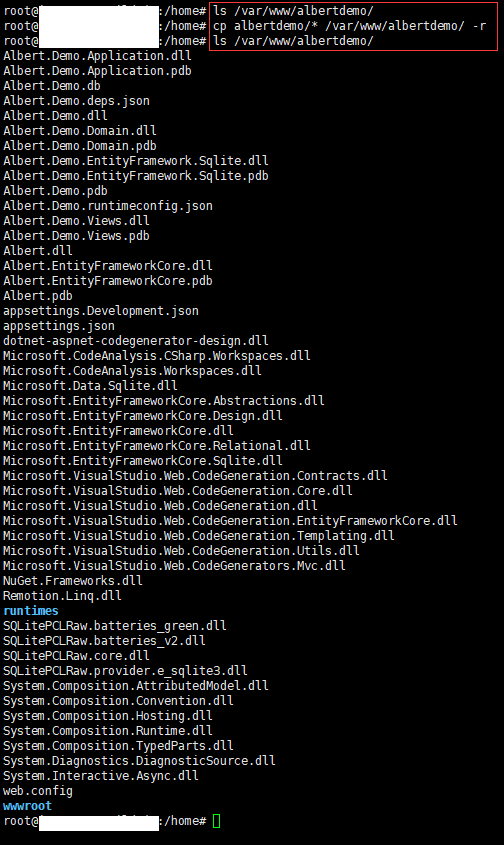 root@ :/home# ls /var/www/albertdemo/
root@ :/home# cp albertdemo/* /var/www/albertdemo/ -r
root@ :/home# ls /var/www/albertdemo/
Albert.Demo.Application.dll
Albert.Demo.Application.pdb
Albert.Demo.db
Albert.Demo.deps.json
Albert.Demo.dll
Albert.Demo.Domain.dll
Albert.Demo.Domain.pdb
Albert.Demo.EntityFramework.Sqlite.dll
Albert.Demo.EntityFramework.Sqlite.pdb
Albert.Demo.pdb
Albert.Demo.runtimeconfig.json
Albert.Demo.Views.dll
Albert.Demo.Views.pdb
Albert.dll
Albert.EntityFrameworkCore.dll
Albert.EntityFrameworkCore.pdb
Albert.pdb
appsettings.Development.json
appsettings.json
dotnet-aspnet-codegenerator-design.dll
Microsoft.CodeAnalysis.CSharp.Workspaces.dll
Microsoft.CodeAnalysis.Workspaces.dll
Microsoft.Data.Sqlite.dll
Microsoft.EntityFrameworkCore.Abstractions.dll
Microsoft.EntityFrameworkCore.Design.dll
Microsoft.EntityFrameworkCore.dll
Microsoft.EntityFrameworkCore.Relational.dll
Microsoft.EntityFrameworkCore.Sqlite.dll
Microsoft.VisualStudio.Web.CodeGeneration.Contracts.dll
Microsoft.VisualStudio.Web.CodeGeneration.Core.dll
Microsoft.VisualStudio.Web.CodeGeneration.dll
Microsoft.VisualStudio.Web.CodeGeneration.EntityFrameworkCore.dll
Microsoft.VisualStudio.Web.CodeGeneration.Templating.dll
Microsoft.VisualStudio.Web.CodeGeneration.Utils.dll
Microsoft.VisualStudio.Web.CodeGenerators.Mvc.dll
NuGet.Frameworks.dll
Remotion.Linq.dll
runtimes
SQLitePCLRaw.batteries_green.dll
SQLitePCLRaw.batteries_v2.dll
SQLitePCLRaw.core.dll
SQLitePCLRaw.provider.e_sqlite3.dll
System.Composition.AttributedModel.dll
System.Composition.Convention.dll
System.Composition.Hosting.dll
System.Composition.Runtime.dll
System.Composition.TypedParts.dll
System.Diagnostics.DiagnosticSource.dll
System.Interactive.Async.dll
web.config
wwwroot
root@ :/home#